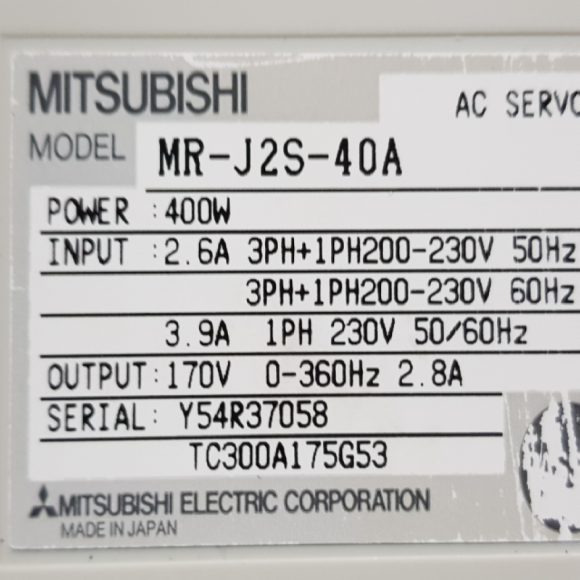 MITSUBISHI
AC SERVO
MODEL MR-J2S-40A
POWER :400W
INPUT :2.6A 3PH+1PH200-230V 50Hz
3PH+1PH200-230V 60Hz
3.9A 1PH 230V 50/60Hz
OUTPUT:170V 0-360Hz 2.8A
SERIAL: Y54R37058
TC300A175G53
MITSUBISHI ELECTRIC CORPORATION
MADE IN JAPAN